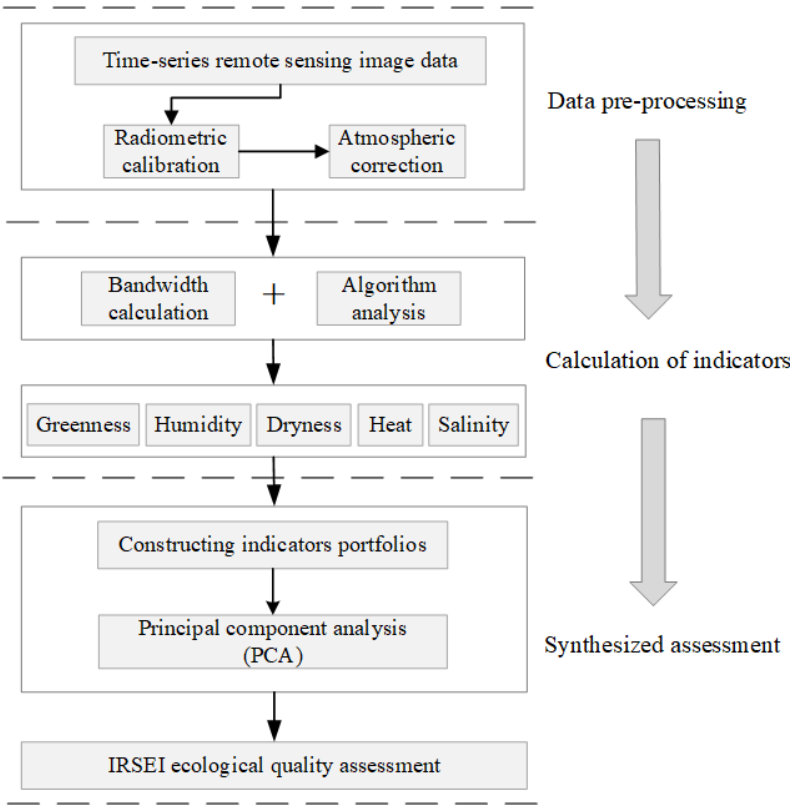 Time-series remote sensing image data
Data pre-processing
Radiometric
calibration
Atmospheric
correction
Bandwidth
calculation
+
Algorithm
analysis
Calculation of indicators
Greenness
Humidity
Dryness
Heat
Salinity
Constructing indicators portfolios
Principal component analysis
(PCA)
Synthesized assessment
IRSEI ecological quality assessment